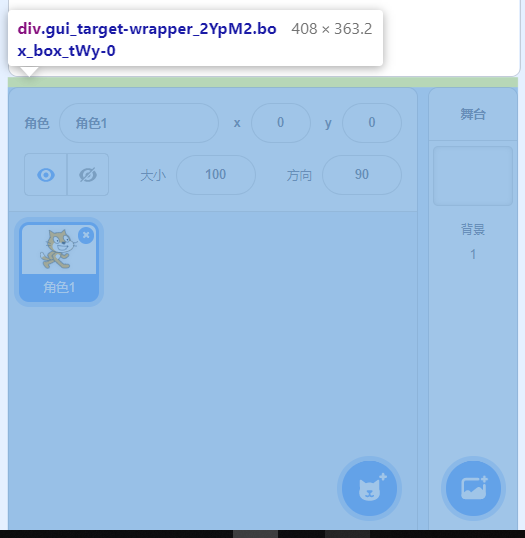 div.gui_target-wrapper_2YpM2.bo 408 × 363.2
x_box_tWy-0
角色 角色1 x 0 y 0 舞台
大小 100 方向 90
背景
1
角色1